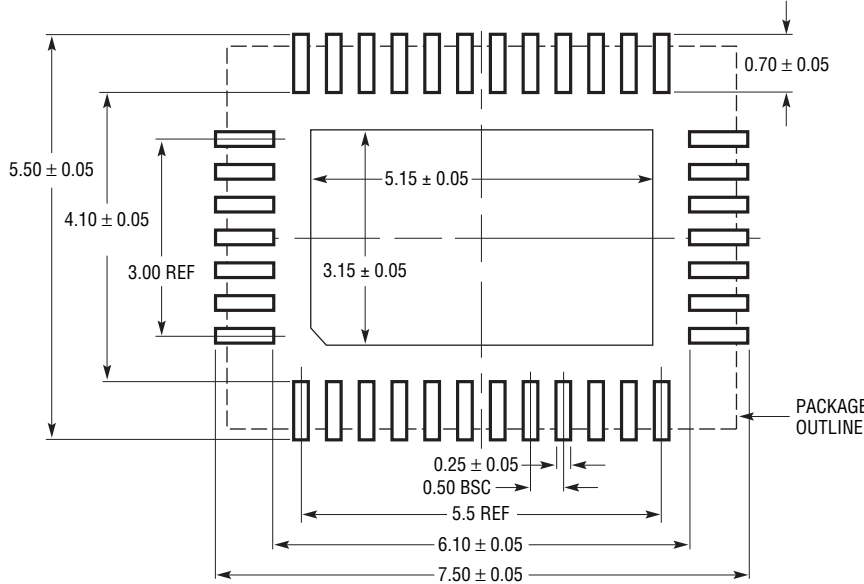 0.70 ± 0.05
5.50 ± 0.05
5.15 ± 0.05
4.10 ± 0.05
3.00 REF
3.15 ± 0.05
PACKAGE
OUTLINE
0.25 ± 0.05
0.50 BSC
5.5 REF
6.10 ± 0.05
7.50 ± 0.05